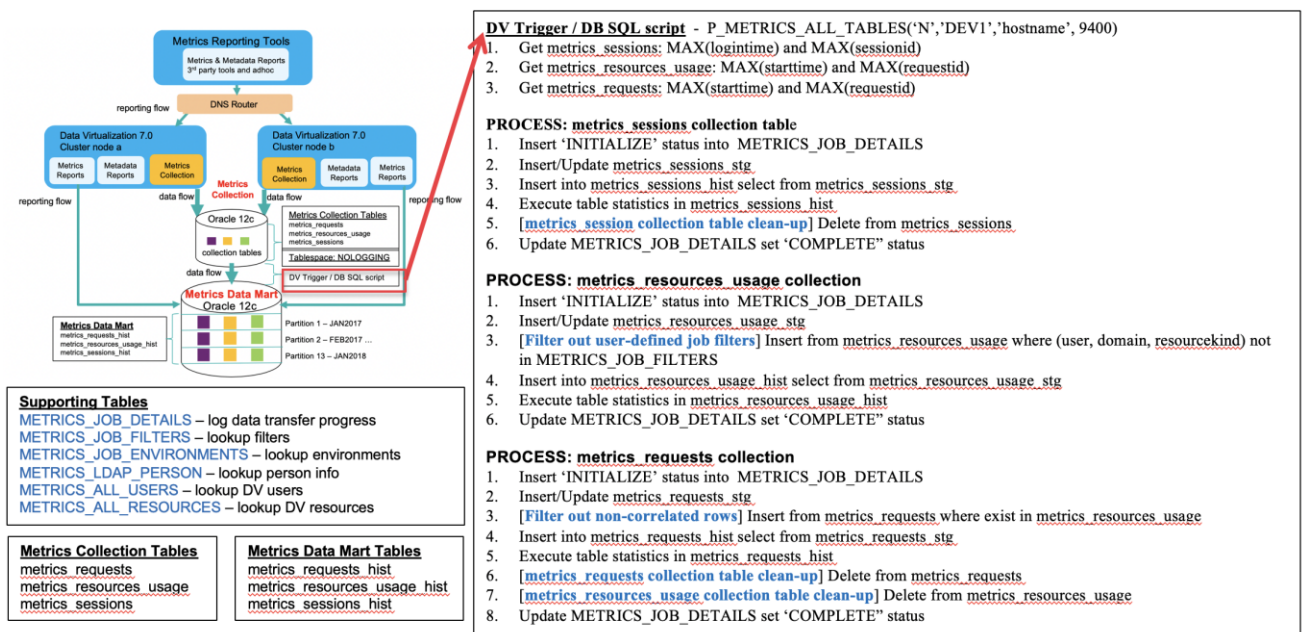 Metrics Reporting Tools
Metrics & Metadata Reports
3rd party tools and adhoc
reporting flow
DNS Router
Data Virtualization 7.0
Cluster node a
Metrics
Reports
Metadata
Reports
Metrics
Collection
Data Virtualization 7.0
Cluster node b
Metrics
Collection
Metadata
Reports
Metrics
Reports
reporting flow
data flow
Metrics
Collection
data flow
reporting flow
Oracle 12c
collection tables
Metrics Collection Tables
metrics_requests
metrics_resources_usage
metrics_sessions
Tablespace: NOLOGGING
data flow
DV Trigger / DB SQL script
Metrics Data Mart
Oracle 12c
Metrics Data Mart
metrics_requests_hist
metrics_resources_usage_hist
metrics_sessions_hist
Partition 1 – JAN2017
Partition 2 – FEB2017 ...
Partition 13 – JAN2018
Supporting Tables
METRICS_JOB_DETAILS – log data transfer progress
METRICS_JOB_FILTERS – lookup filters
METRICS_JOB_ENVIRONMENTS – lookup environments
METRICS_LDAP_PERSON – lookup person info
METRICS_ALL_USERS – lookup DV users
METRICS_ALL_RESOURCES – lookup DV resources
Metrics Collection Tables
metrics_requests
metrics_resources_usage
metrics_sessions
Metrics Data Mart Tables
metrics_requests_hist
metrics_resources_usage_hist
metrics_sessions_hist
DV Trigger / DB SQL script - P_METRICS_ALL_TABLES('N','DEV1','hostname', 9400)
1. Get metrics_sessions: MAX(logintime) and MAX(sessionid)
2. Get metrics_resources_usage: MAX(starttime) and MAX(requestid)
3. Get metrics_requests: MAX(starttime) and MAX(requestid)
PROCESS: metrics_sessions collection table
1. Insert 'INITIALIZE' status into METRICS_JOB_DETAILS
2. Insert/Update metrics_sessions_stg
3. Insert into metrics_sessions_hist select from metrics_sessions_stg
4. Execute table statistics in metrics_sessions_hist
5. [metrics_session collection table clean-up] Delete from metrics_sessions
6. Update METRICS_JOB_DETAILS set 'COMPLETE" status
PROCESS: metrics_resources_usage collection
1. Insert 'INITIALIZE' status into METRICS_JOB_DETAILS
2. Insert/Update metrics_resources_usage_stg
3. [Filter out user-defined job filters] Insert from metrics_resources_usage where (user, domain, resourcekind) not
in METRICS_JOB_FILTERS
4. Insert into metrics_resources_usage_hist select from metrics_resources_usage_stg
5. Execute table statistics in metrics_resources_usage_hist
6. Update METRICS_JOB_DETAILS set 'COMPLETE" status
PROCESS: metrics_requests collection
1. Insert 'INITIALIZE' status into METRICS_JOB_DETAILS
2. Insert/Update metrics_requests_stg
3. [Filter out non-correlated rows] Insert from metrics_requests where exist in metrics_resources_usage
4. Insert into metrics_requests_hist select from metrics_requests_stg
5. Execute table statistics in metrics_requests_hist
6. [metrics_requests collection table clean-up] Delete from metrics_requests
7. [metrics_resources_usage collection table clean-up] Delete from metrics_resources_usage
8. Update METRICS_JOB_DETAILS set 'COMPLETE" status